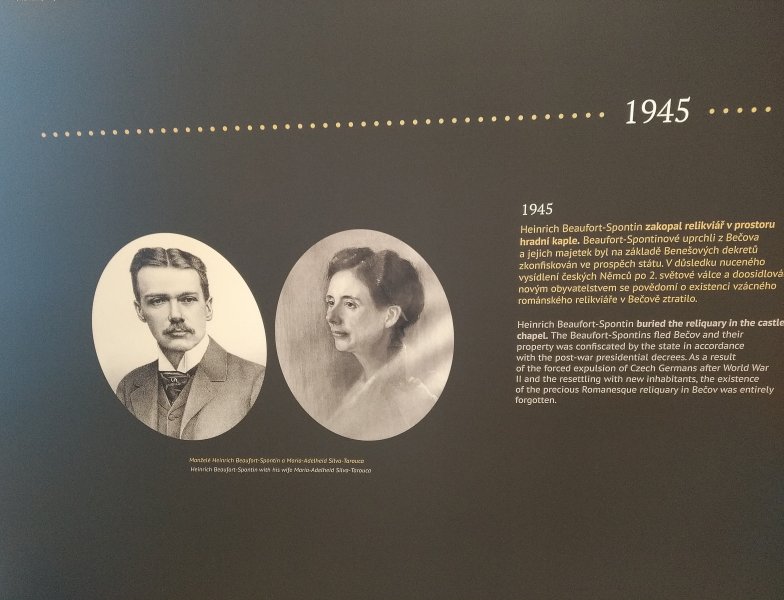 1945
1945
Heinrich Beaufort-Spontin zakopal relikviář v prostoru
hradní kaple. Beaufort-Spontinové uprchli z Bečova
a jejich majetek byl na základě Benešových dekretů
zkonfiskován ve prospěch státu. V důsledku nuceného
vysídlení českých Němců po 2. světové válce a doosidlová
novým obyvatelstvem se povědomí o existenci vzácného
románského relikviáře v Bečově ztratilo.
Heinrich Beaufort-Spontin buried the reliquary in the castle
chapel. The Beaufort-Spontins fled Bečov and their
property was confiscated by the state in accordance
with the post-war presidential decrees. As a result
of the forced expulsion of Czech Germans after World War
II and the resettling with new inhabitants, the existence
of the precious Romanesque reliquary in Bečov was entirely
forgotten.
Manželé Heinrich Beaufort-Spontin a Maria-Adelheid Silva-Tarouca
Heinrich Beaufort-Spontin with his wife Maria-Adelheid Silva-Tarouca